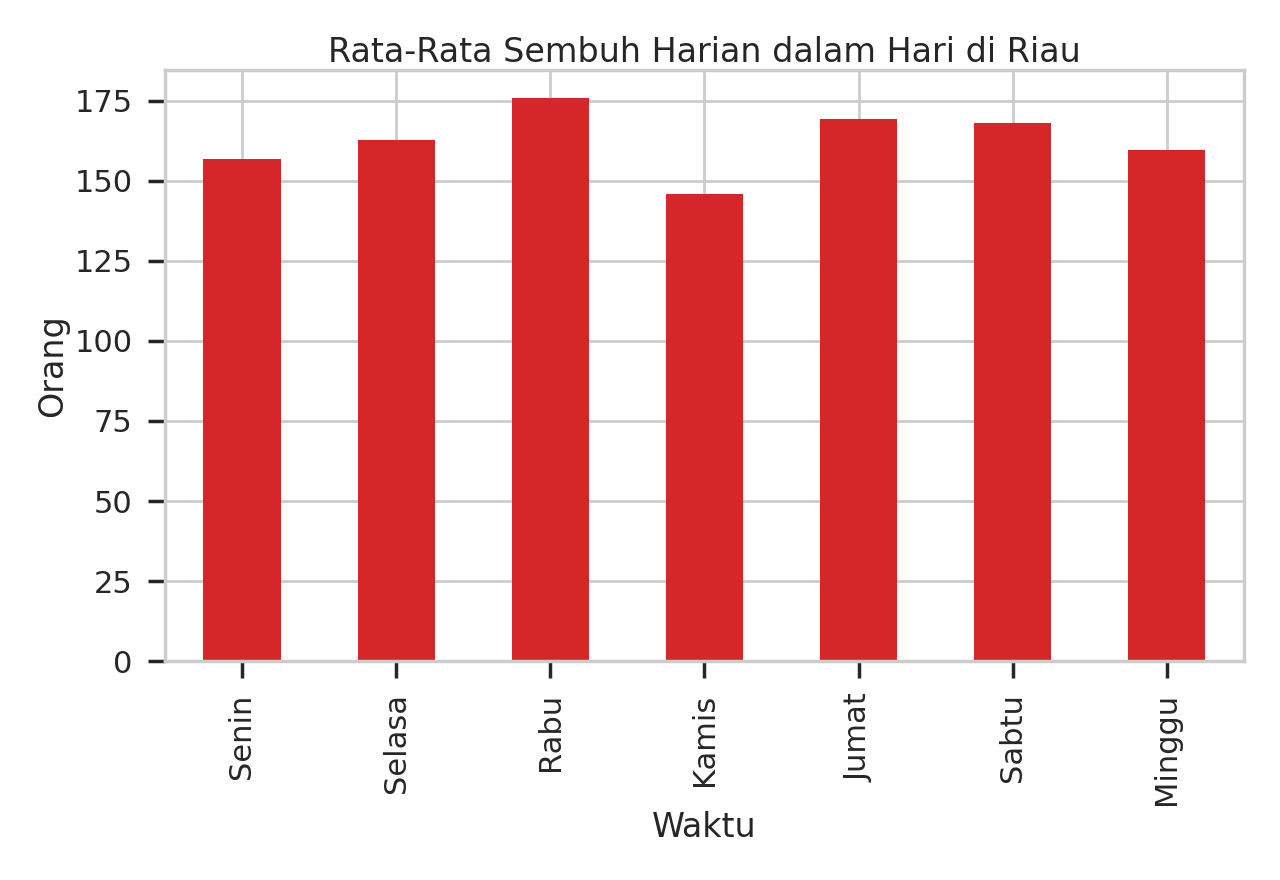 Rata-Rata Sembuh Harian dalam Hari di Riau
175
150
125
100
75
50
25
0
Orang
Senin
Selasa
Rabu
Kamis
Jumat
Sabtu
Minggu
Waktu